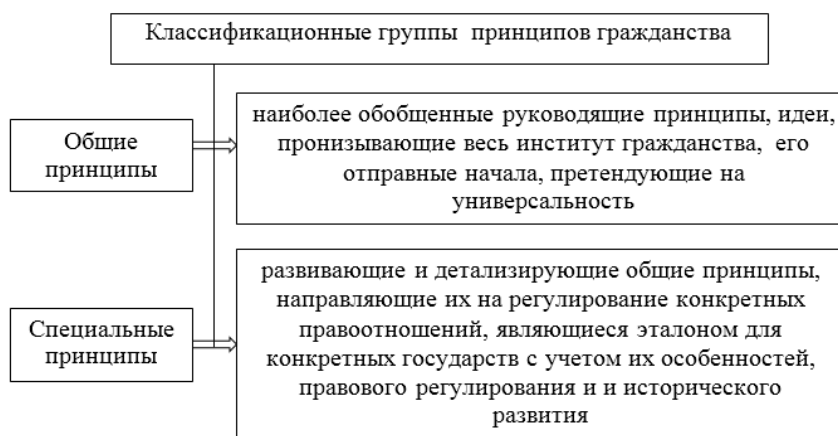 Классификационные группы принципов гражданства
Общие
принципы
наиболее обобщенные руководящие принципы, идеи,
пронизывающие весь институт гражданства, его
отправные начала, претендующие на
универсальность
Специальные
принципы
развивающие и детализирующие общие принципы,
направляющие их на регулирование конкретных
правоотношений, являющиеся эталоном для
конкретных государств с учетом их особенностей,
правового регулирования и и исторического
развития